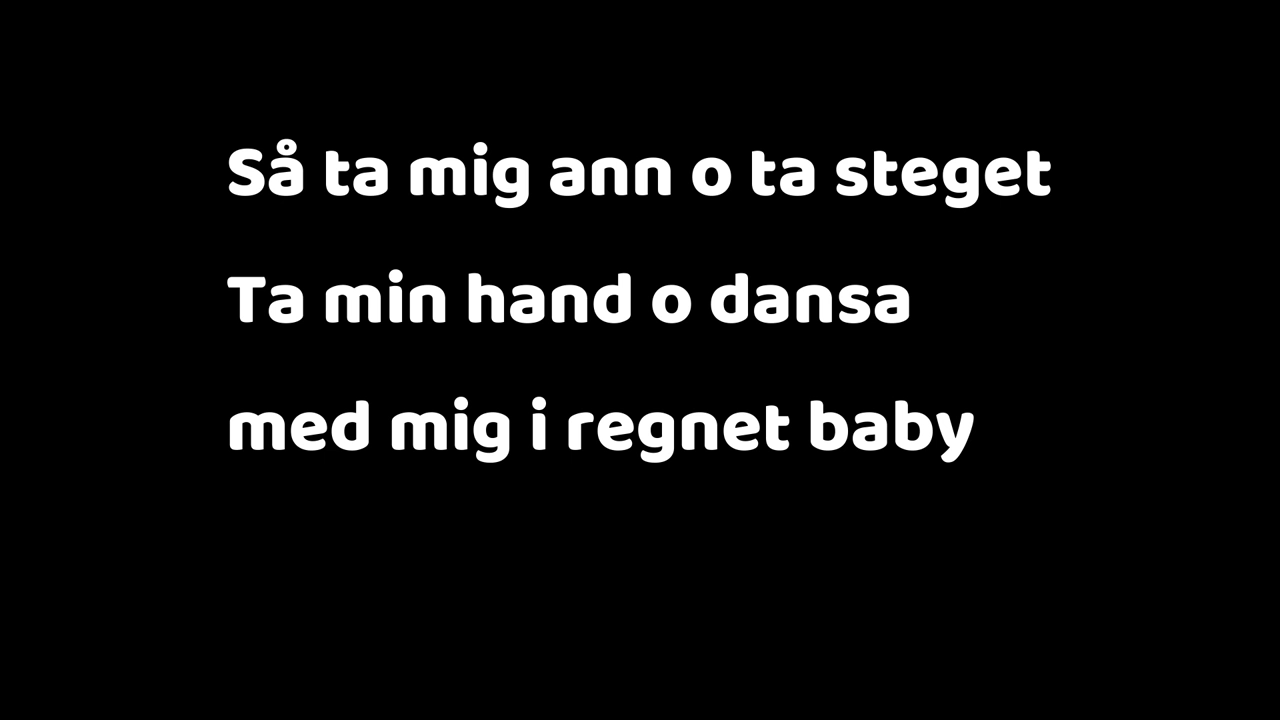 Så ta mig ann o ta steget
Ta min hand o dansa
med mig i regnet baby